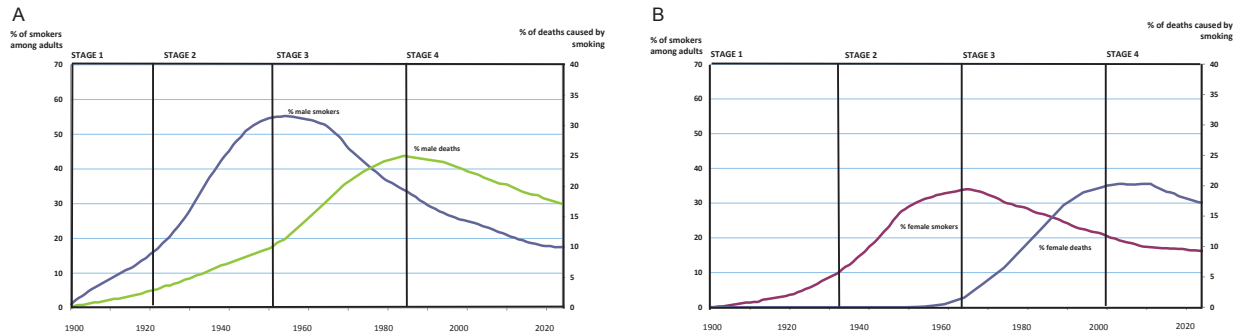 A
% of smokers
among adults
% of deaths caused by
smoking
STAGE 1
STAGE 2
STAGE 3
STAGE 4
70
60
50
40
30
20
10
0
40
35
30
25
20
15
10
5
0
% male smokers
% male deaths
1900
1920
1940
1960
1980
2000
2020
B
% of smokers
among adults
% of deaths caused by
smoking
STAGE 1
STAGE 2
STAGE 3
STAGE 4
70
60
50
40
30
20
10
0
40
35
30
25
20
15
10
5
0
% female smokers
% female deaths
1900
1920
1940
1960
1980
2000
2020